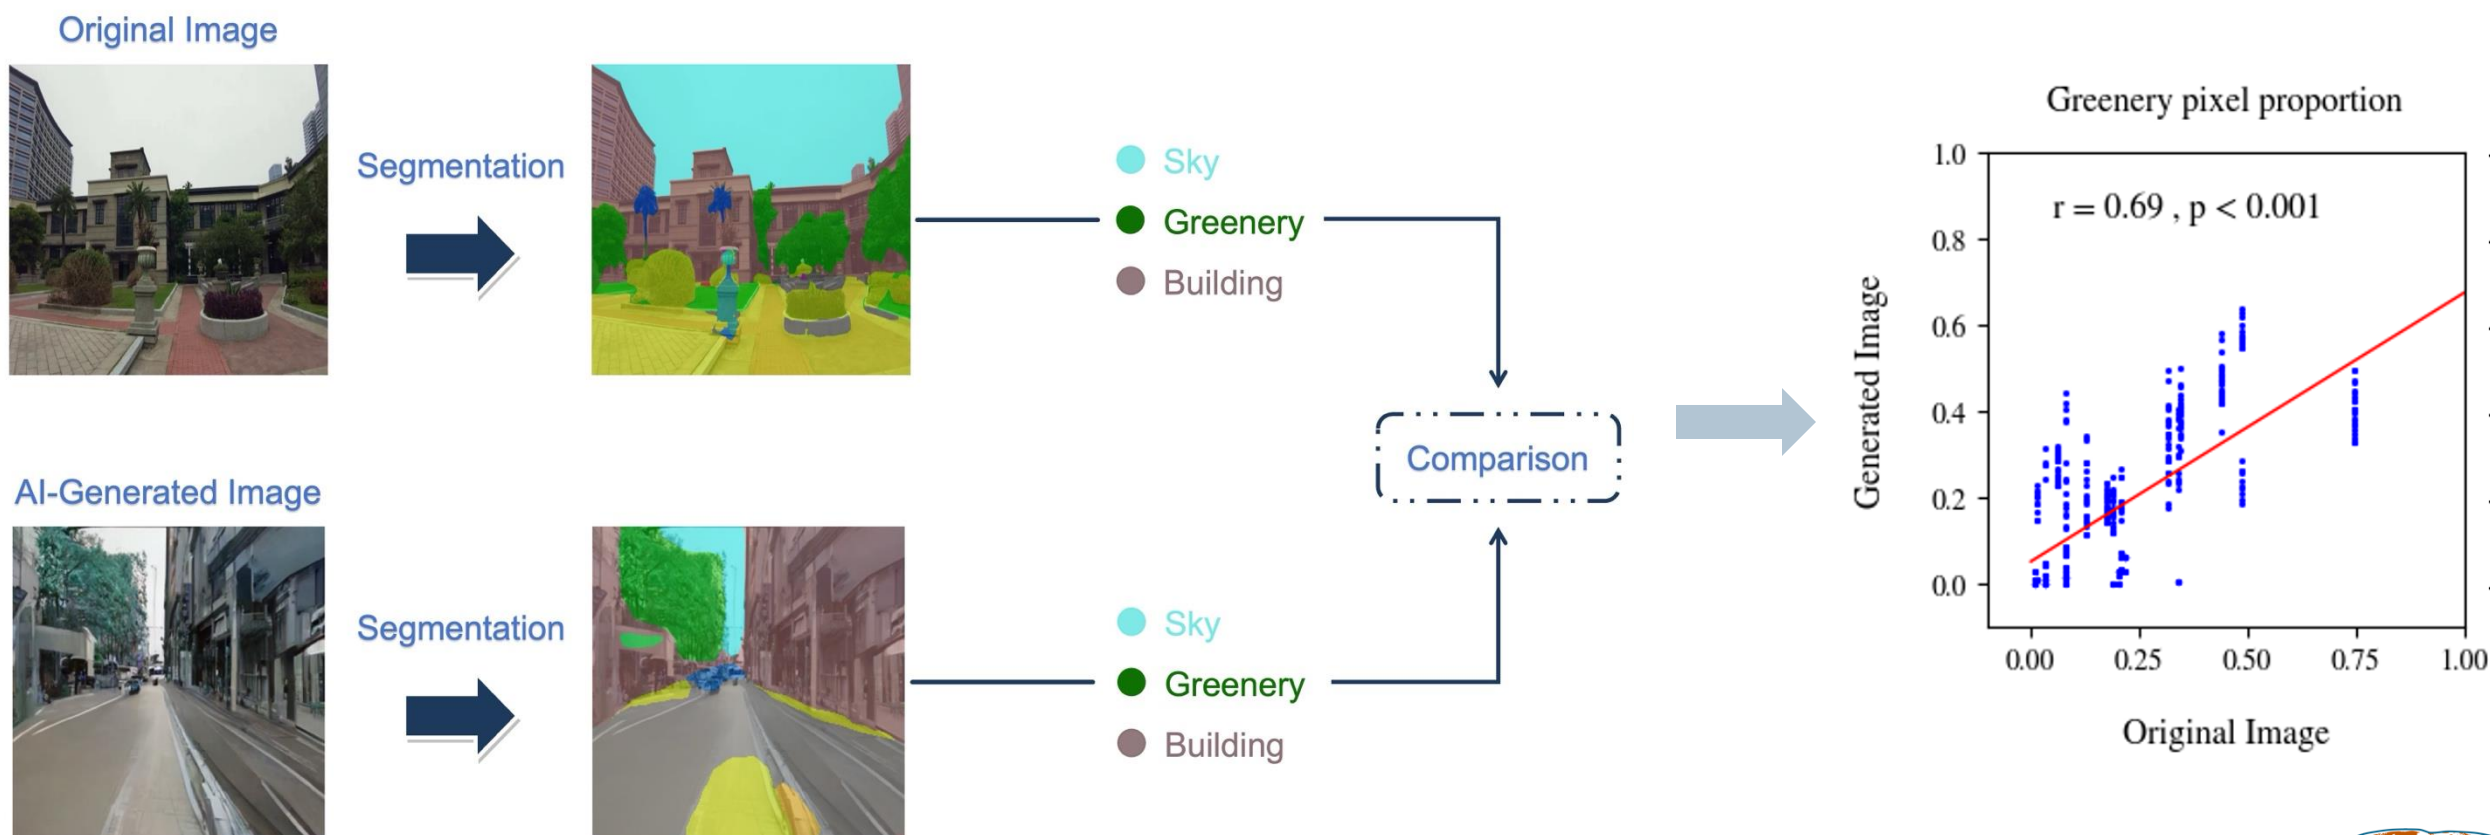 Original Image
Segmentation
Sky
Greenery
Building
AI-Generated Image
Segmentation
Sky
Greenery
Building
Comparison
Greenery pixel proportion
r = 0.69 , p < 0.001
Generated Image
1.0
0.8
0.6
0.4
0.2
0.0
0.00 0.25 0.50 0.75 1.00
Original Image